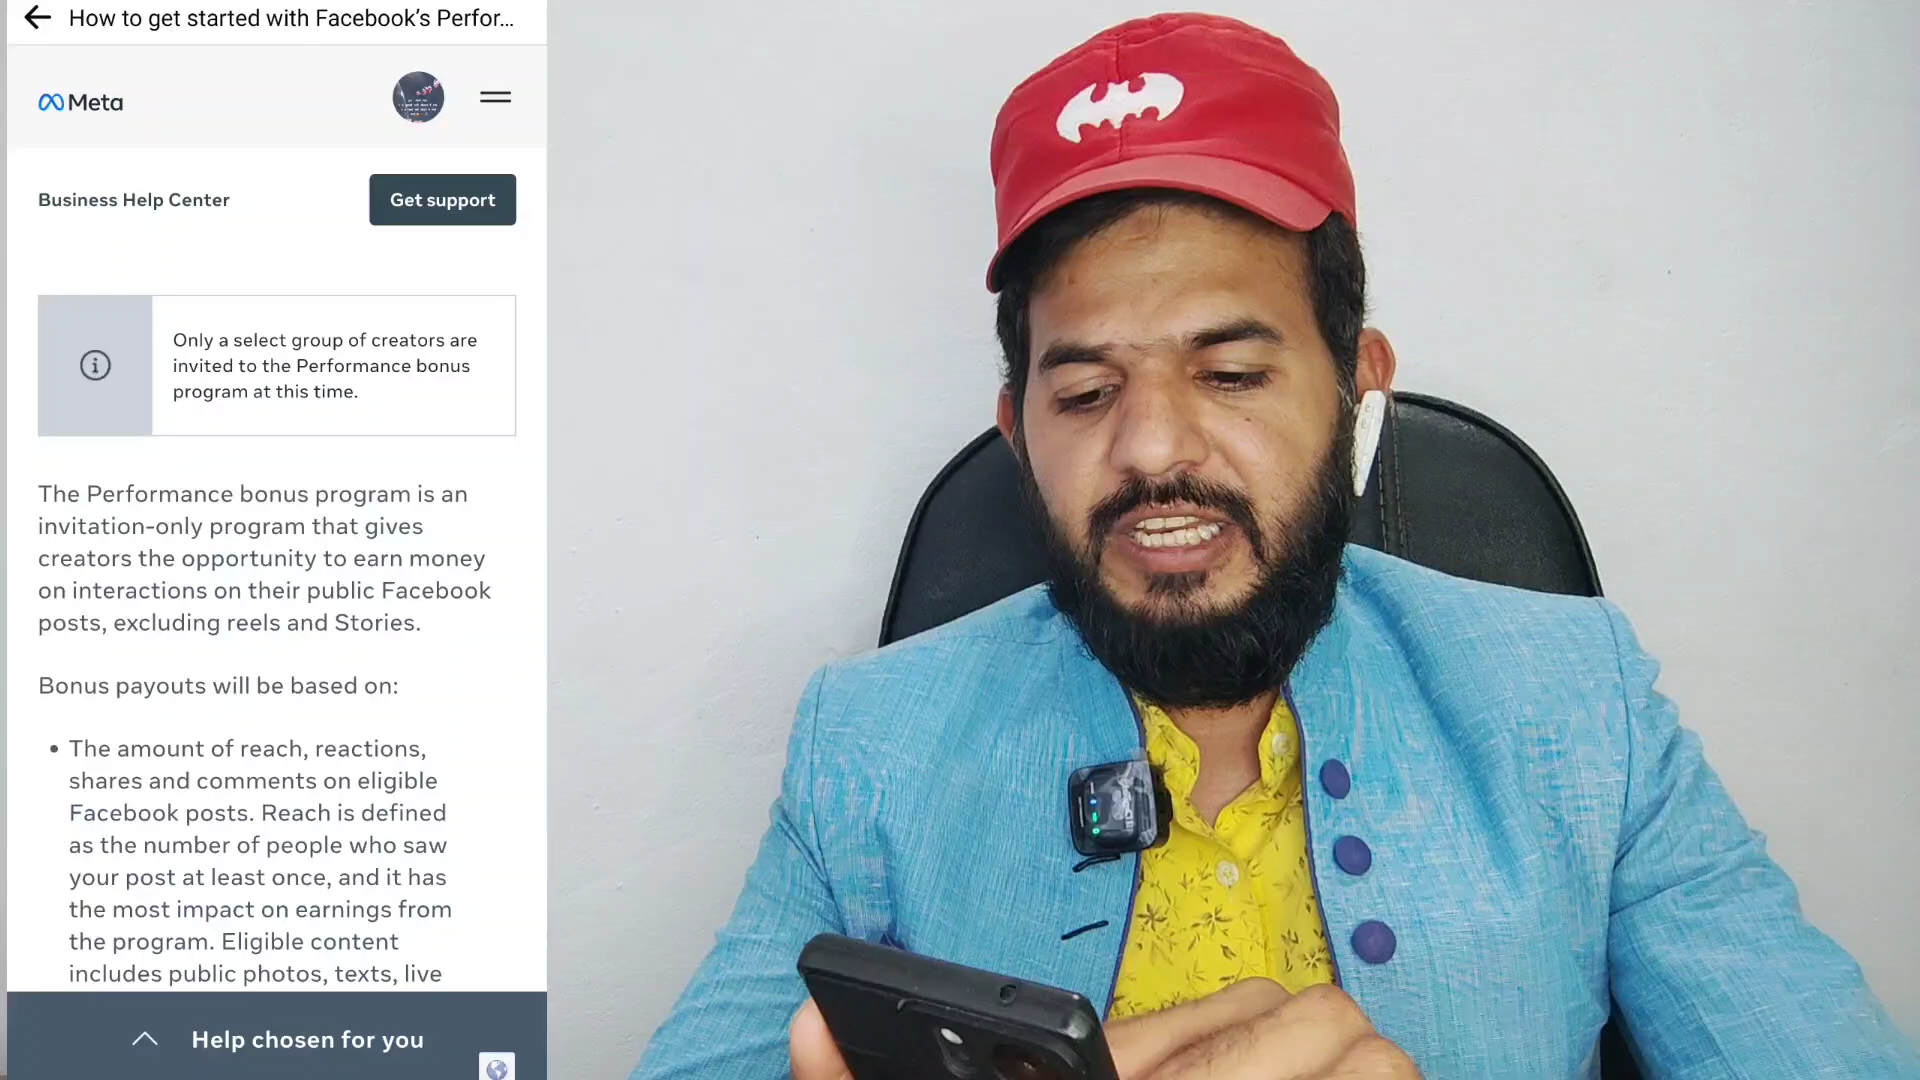 How to get started with Facebook’s Perfor...
Meta
Business Help Center
Get support
Only a select group of creators are
invited to the Performance bonus
program at this time.
The Performance bonus program is an
invitation-only program that gives
creators the opportunity to earn money
on interactions on their public Facebook
posts, excluding reels and Stories.
Bonus payouts will be based on:
• The amount of reach, reactions,
shares and comments on eligible
Facebook posts. Reach is defined
as the number of people who saw
your post at least once, and it has
the most impact on earnings from
the program. Eligible content
includes public photos, texts, live
Help chosen for you